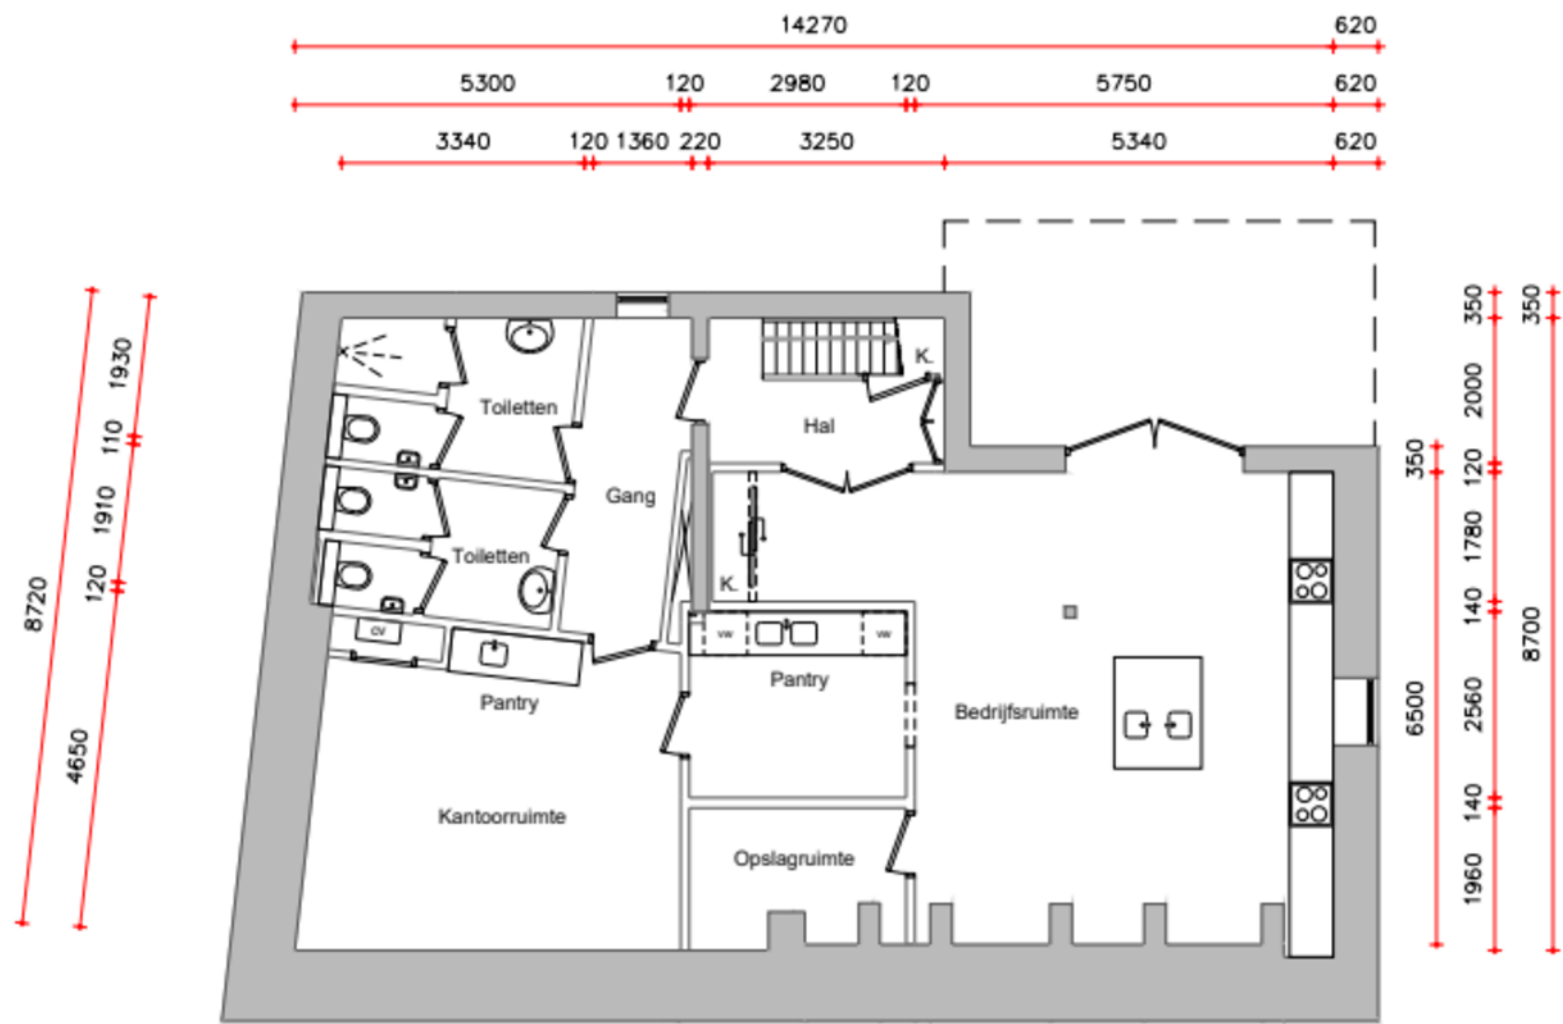 14270 620
5300 120 2980 120 5750 620
3340 120 1360 220 3250 5340 620
350 350
1930
K.
2000
Toiletten
110
Hal
350
120
Gang
1910
1780
Toiletten
120
K.
8720
140
cv
vw vw
8700
Pantry
Pantry
Bedrijfsruimte
6500
2560
4650
140
Kantoorruimte
Opslagruimte
1960